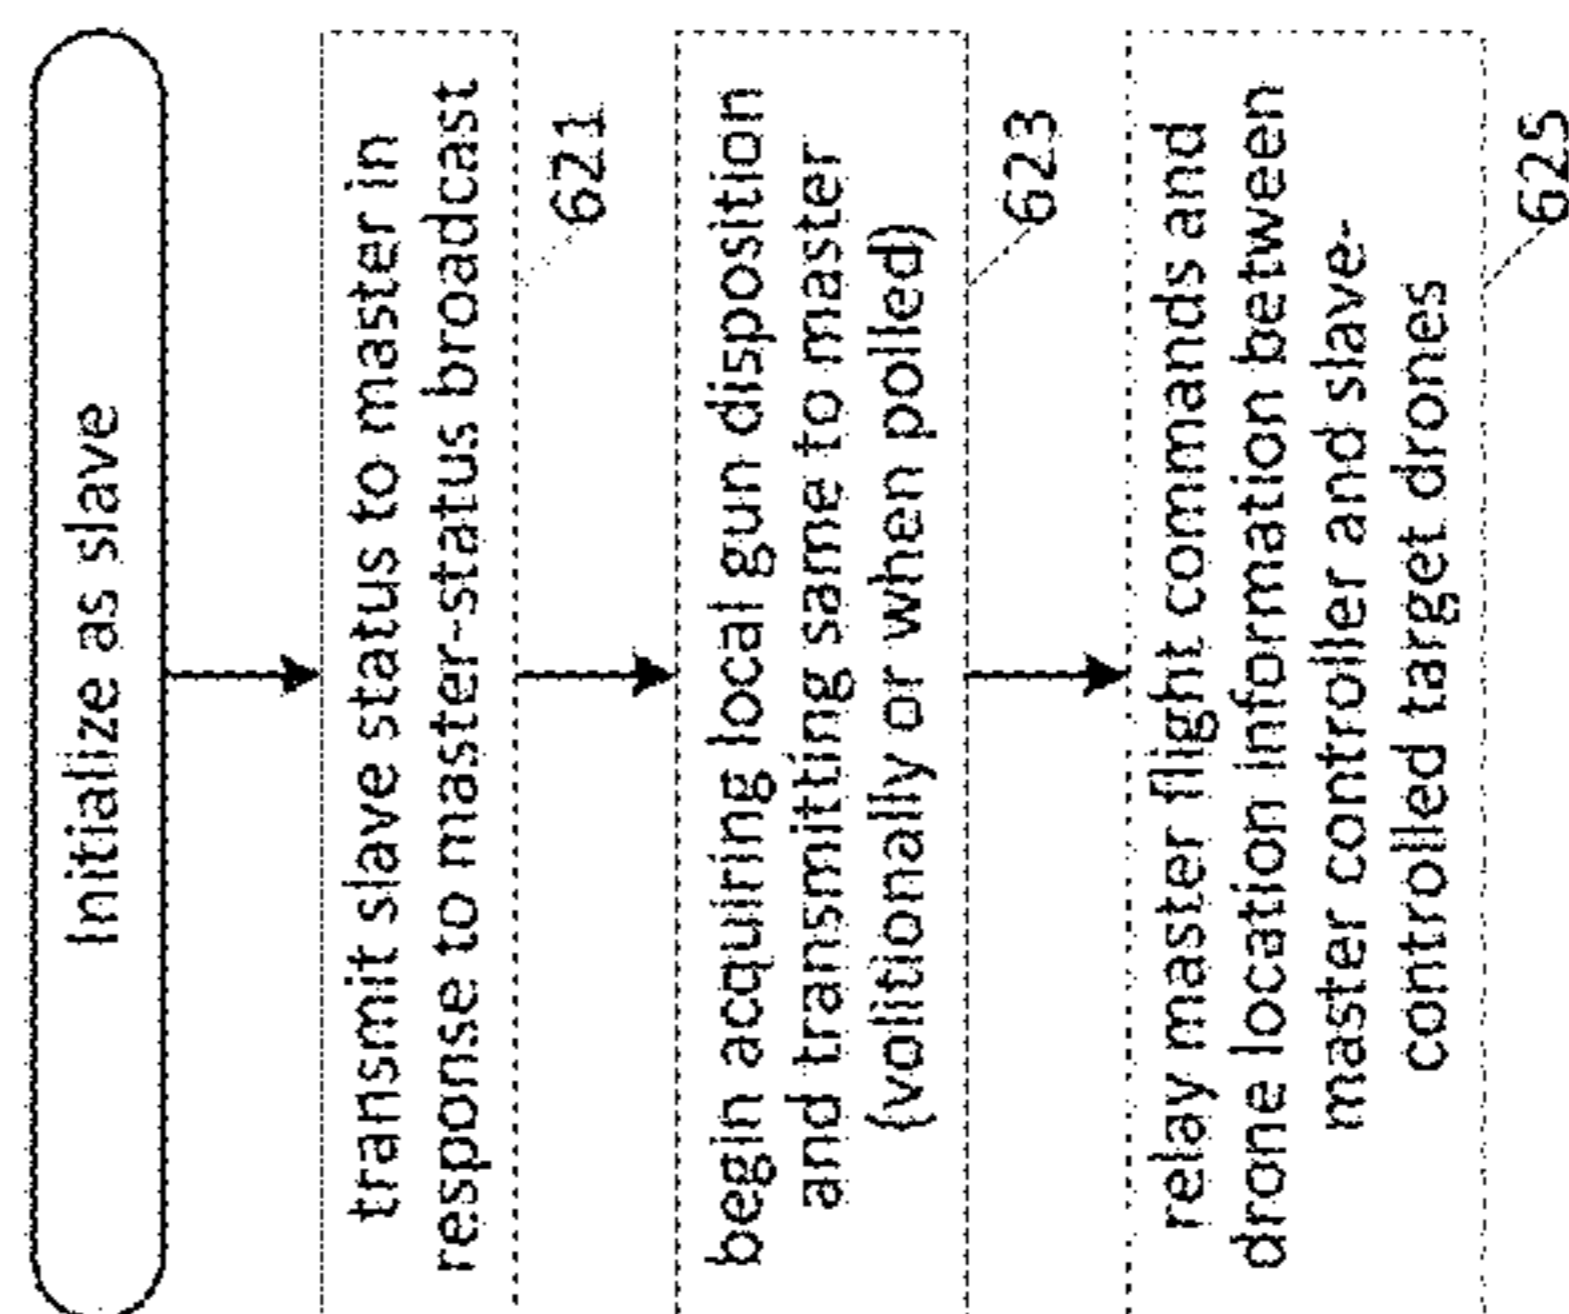 Initialize as slave
transmit slave status to master in
response to master-status broadcast
621
begin acquiring local gun disposition
and transmitting same to master
(volitionally or when polled)
623
relay master flight commands and
drone location information between
master controller and slave-
controlled target drones
625